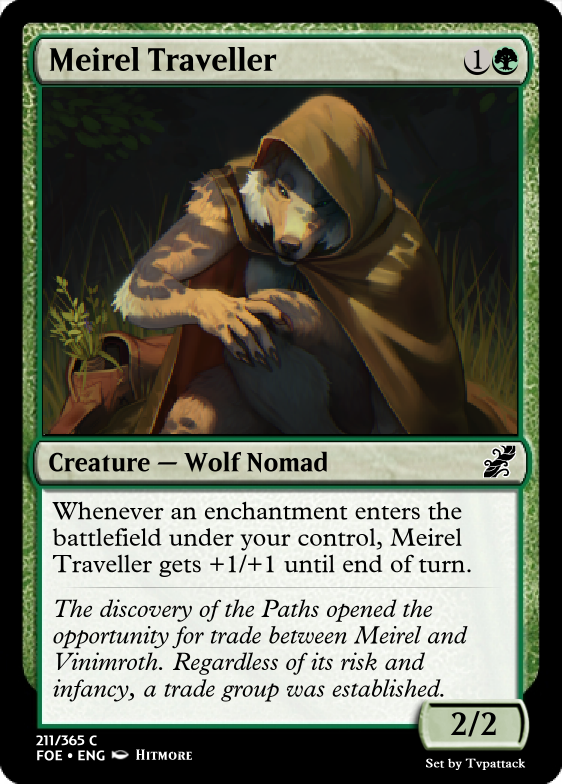 Meirel Traveller 1
Creature — Wolf Nomad
Whenever an enchantment enters the
battlefield under your control, Meirel
Traveller gets +1/+1 until end of turn.
The discovery of the Paths opened the
opportunity for trade between Meirel and
Vinimroth. Regardless of its risk and
infancy, a trade group was established.
2/2
211/365 C
FOE • ENG Hitmore
Set by Tvpattack